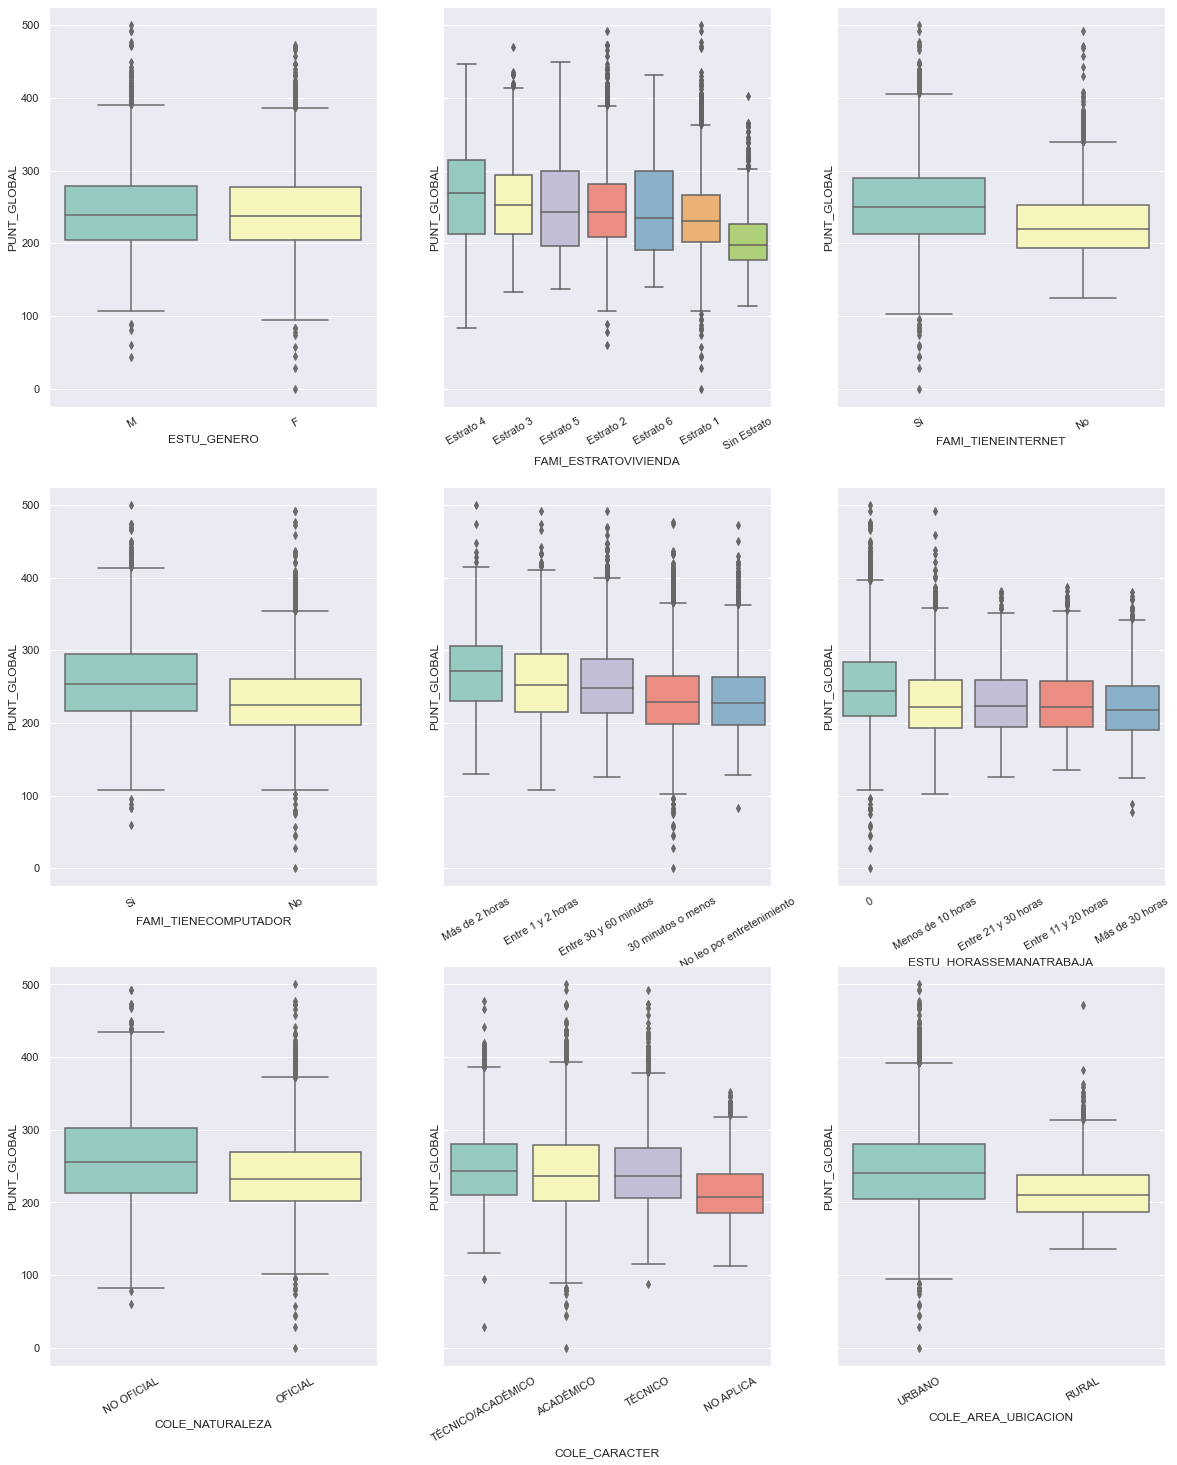 500
400
300
200
100
0
PUNT_GLOBAL
M
F
ESTU_GENERO
PUNT_GLOBAL
Estrato 4
Estrato 3
Estrato 5
Estrato 2
Estrato 6
Estrato 1
Sin Estrato
FAMI_ESTRATOVIVIENDA
PUNT_GLOBAL
Si
No
FAMI_TIENEINTERNET
500
400
300
200
100
0
PUNT_GLOBAL
Si
No
FAMI_TIENECOMPUTADOR
PUNT_GLOBAL
Más de 2 horas
Entre 1 y 2 horas
Entre 30 y 60 minutos
30 minutos o menos
No leo por entretenimiento
PUNT_GLOBAL
0
Menos de 10 horas
Entre 21 y 30 horas
Entre 11 y 20 horas
Más de 30 horas
ESTU_HORASSEMANATRABAJA
500
400
300
200
100
0
PUNT_GLOBAL
NO OFICIAL
OFICIAL
COLE_NATURALEZA
PUNT_GLOBAL
TÉCNICO/ACADÉMICO
ACADÉMICO
TÉCNICO
NO APLICA
COLE_CARACTER
PUNT_GLOBAL
URBANO
RURAL
COLE_AREA_UBICACION